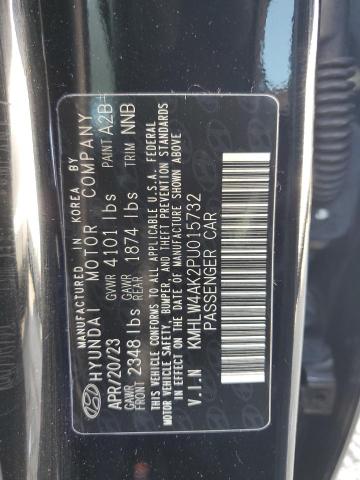 MANUFACTURED IN KOREA BY
HYUNDAI MOTOR COMPANY
APR/20/23 GVWR 4101 lbs PAINT A2B
GAWR FRONT 2348 lbs GAWR REAR 1874 lbs TRIM NNB
THIS VEHICLE CONFORMS TO ALL APPLICABLE U.S.A. FEDERAL
MOTOR VEHICLE SAFETY, BUMPER, AND THEFT PREVENTION
STANDARDS IN EFFECT ON THE DATE OF MANUFACTURE SHOWN ABOVE.
V.I.N KMHLW4AK2PU015732
PASSENGER CAR